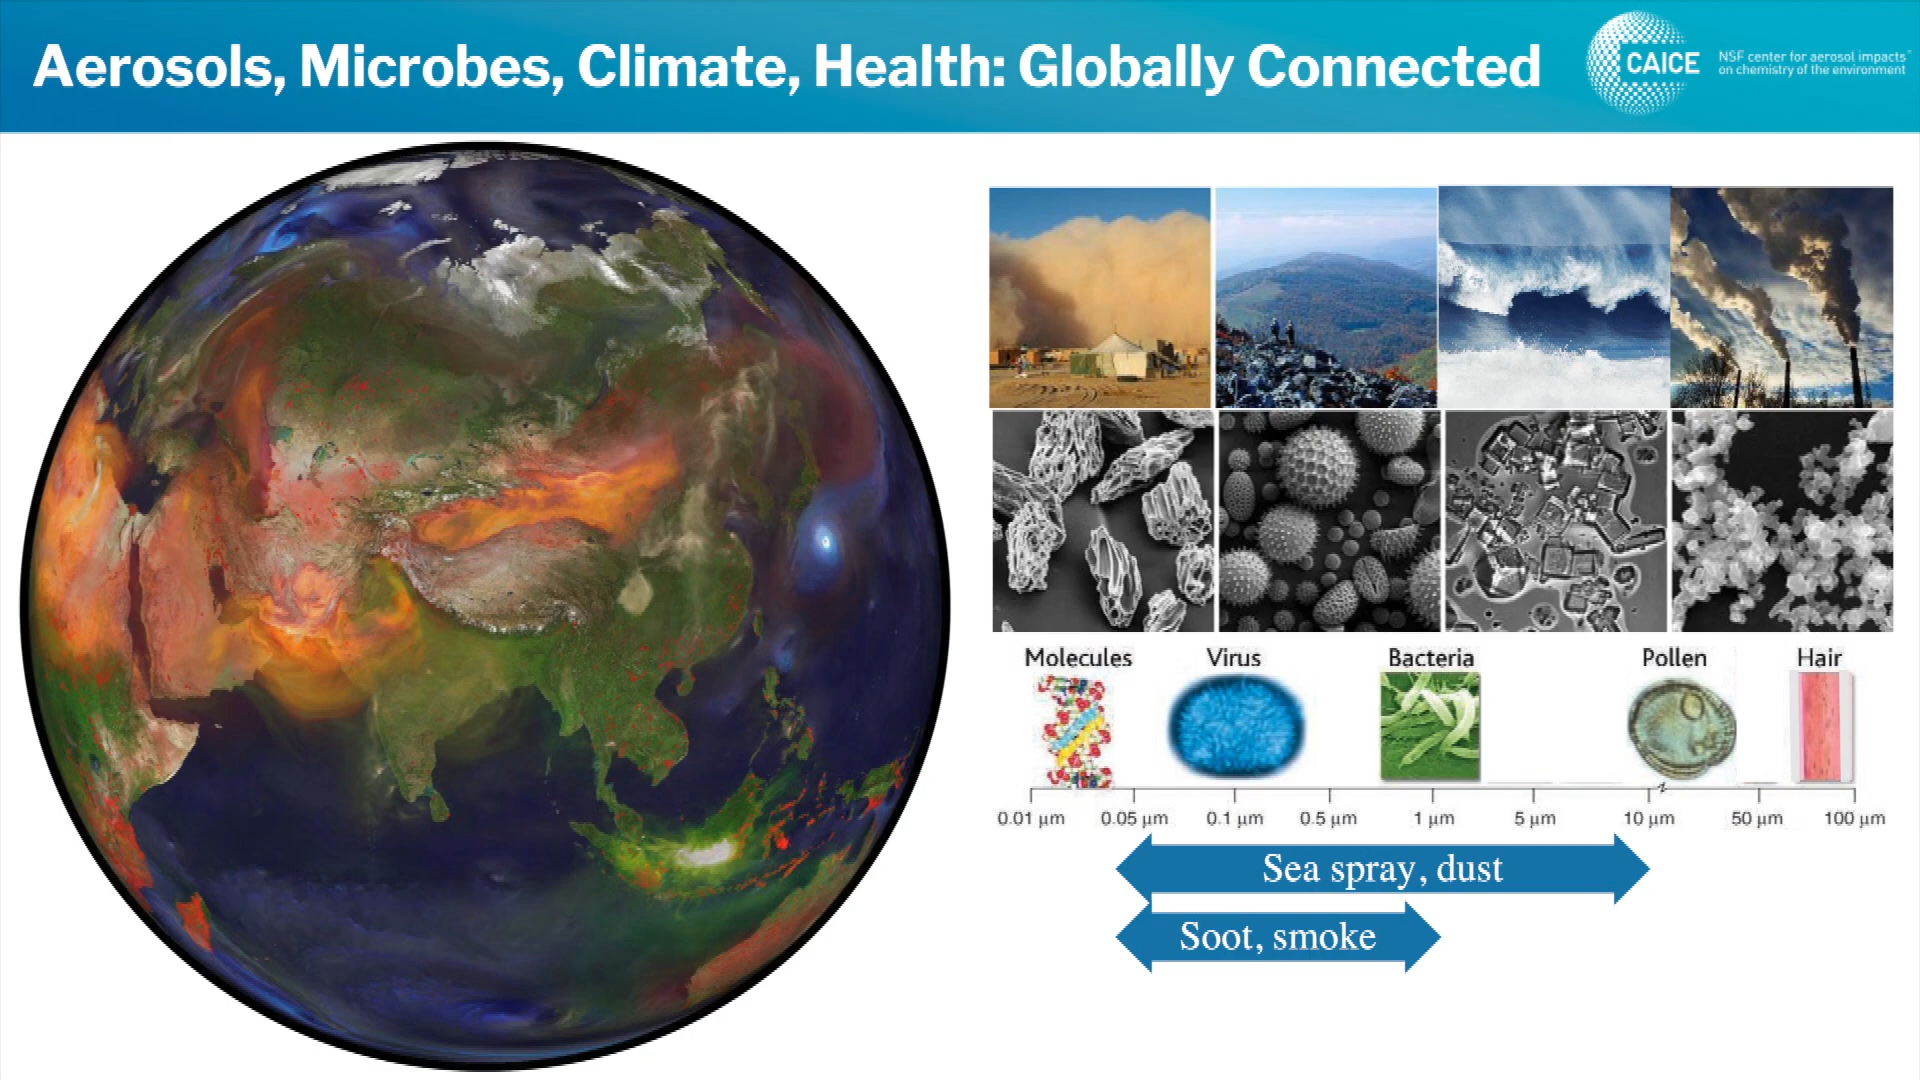 Aerosols, Microbes, Climate, Health: Globally Connected
CAICE
NSF center for aerosol impacts
on chemistry of the environment
Molecules Virus Bacteria Pollen Hair
0.01 µm 0.05 µm 0.1 µm 0.5 µm 1 µm 5 µm 10 µm 50 µm 100 µm
Sea spray, dust
Soot, smoke